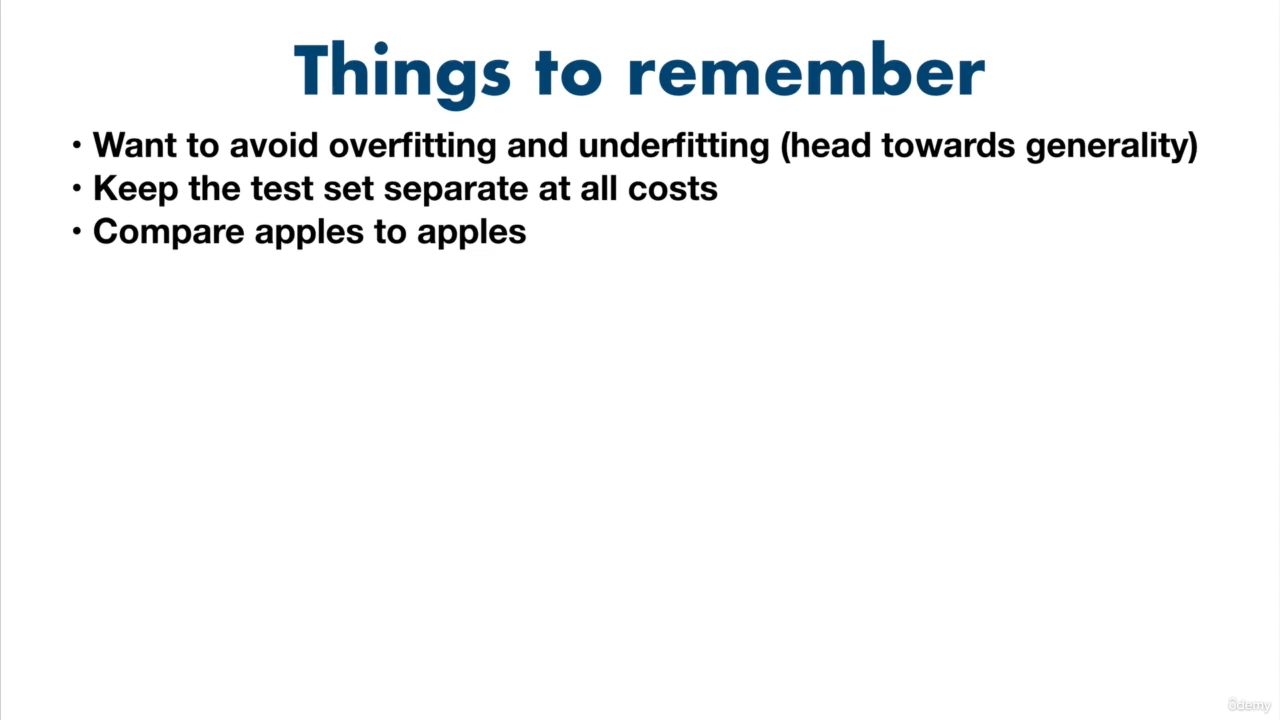 Things to remember
• Want to avoid overfitting and underfitting (head towards generality)
• Keep the test set separate at all costs
• Compare apples to apples
ûdemy